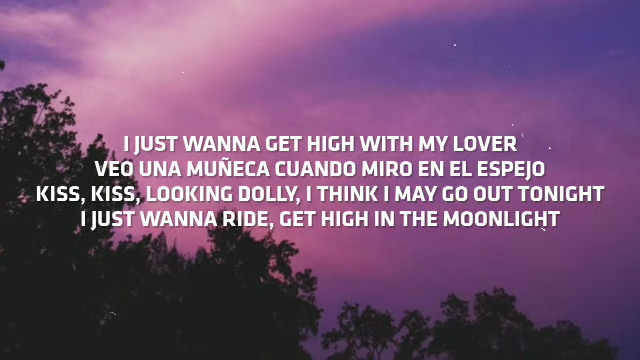 I JUST WANNA GET HIGH WITH MY LOVER
VEO UNA MUÑECA CUANDO MIRO EN EL ESPEJO
KISS, KISS, LOOKING DOLLY, I THINK I MAY GO OUT TONIGHT
I JUST WANNA RIDE, GET HIGH IN THE MOONLIGHT